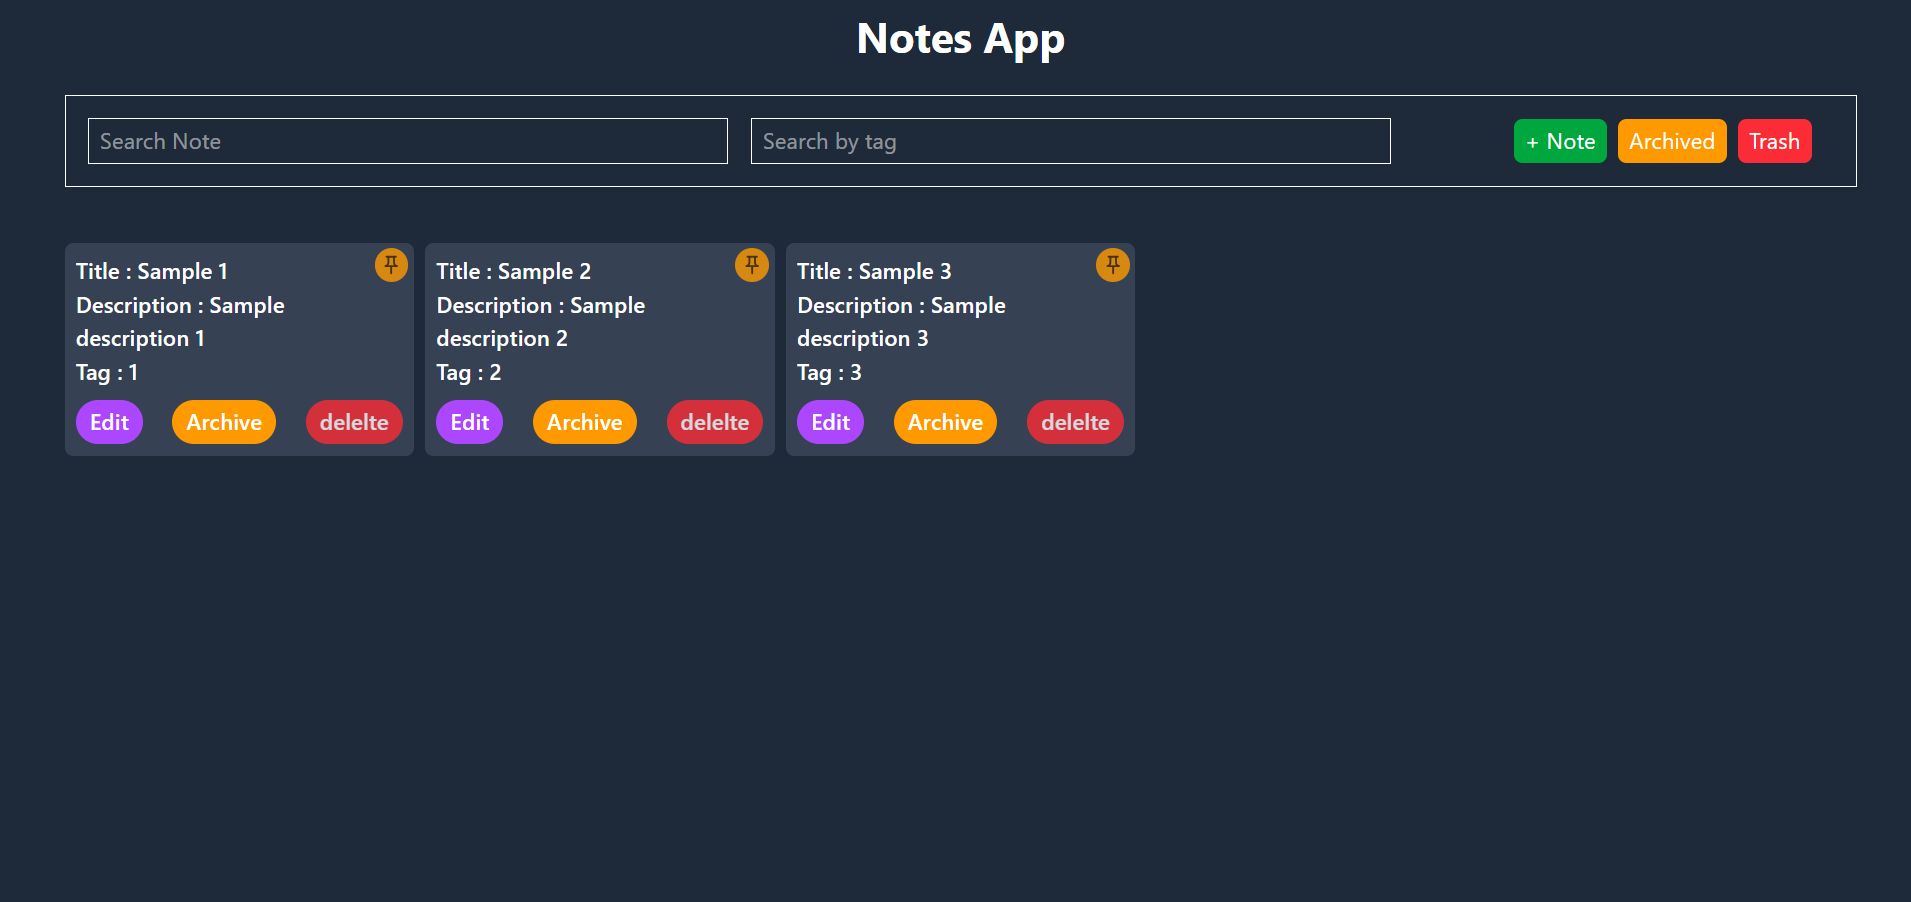 Notes App
Search Note
Search by tag
+ Note
Archived
Trash
Title : Sample 1
Description : Sample
description 1
Tag : 1
Edit
Archive
delelte
Title : Sample 2
Description : Sample
description 2
Tag : 2
Edit
Archive
delelte
Title : Sample 3
Description : Sample
description 3
Tag : 3
Edit
Archive
delelte